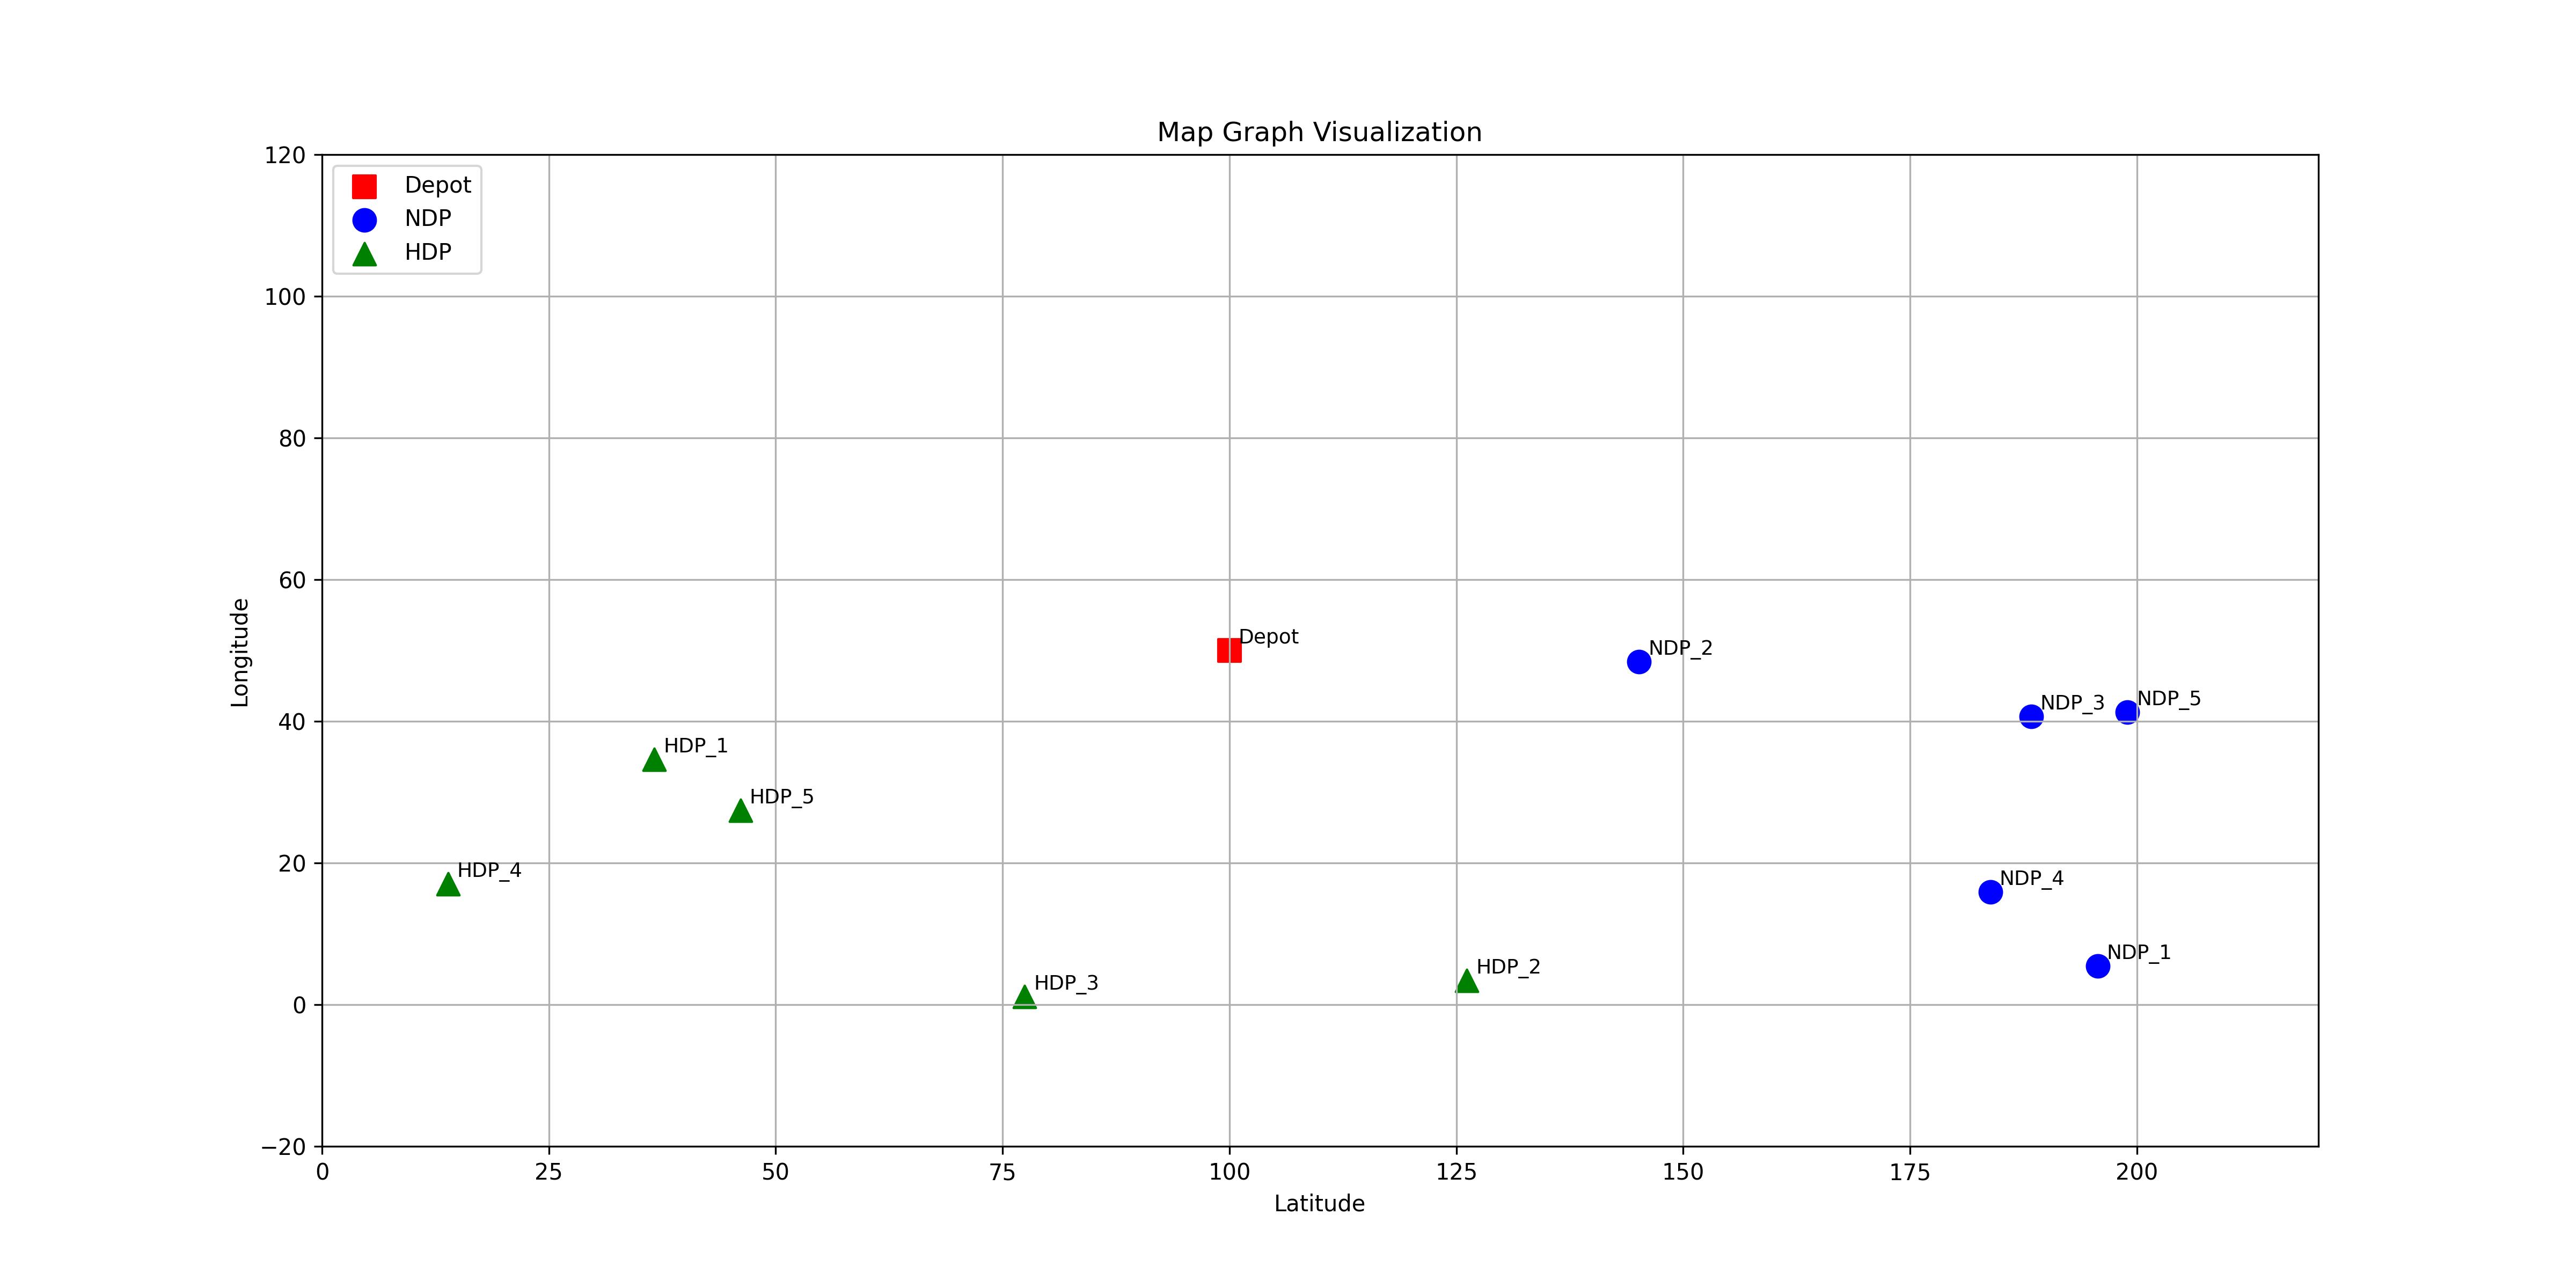 Map Graph Visualization
120
100
80
60
40
20
0
−20
Longitude
Depot
NDP
HDP
Depot
NDP_2
NDP_3
NDP_5
HDP_1
HDP_5
HDP_4
NDP_4
NDP_1
HDP_3
HDP_2
0
25
50
75
100
125
150
175
200
Latitude